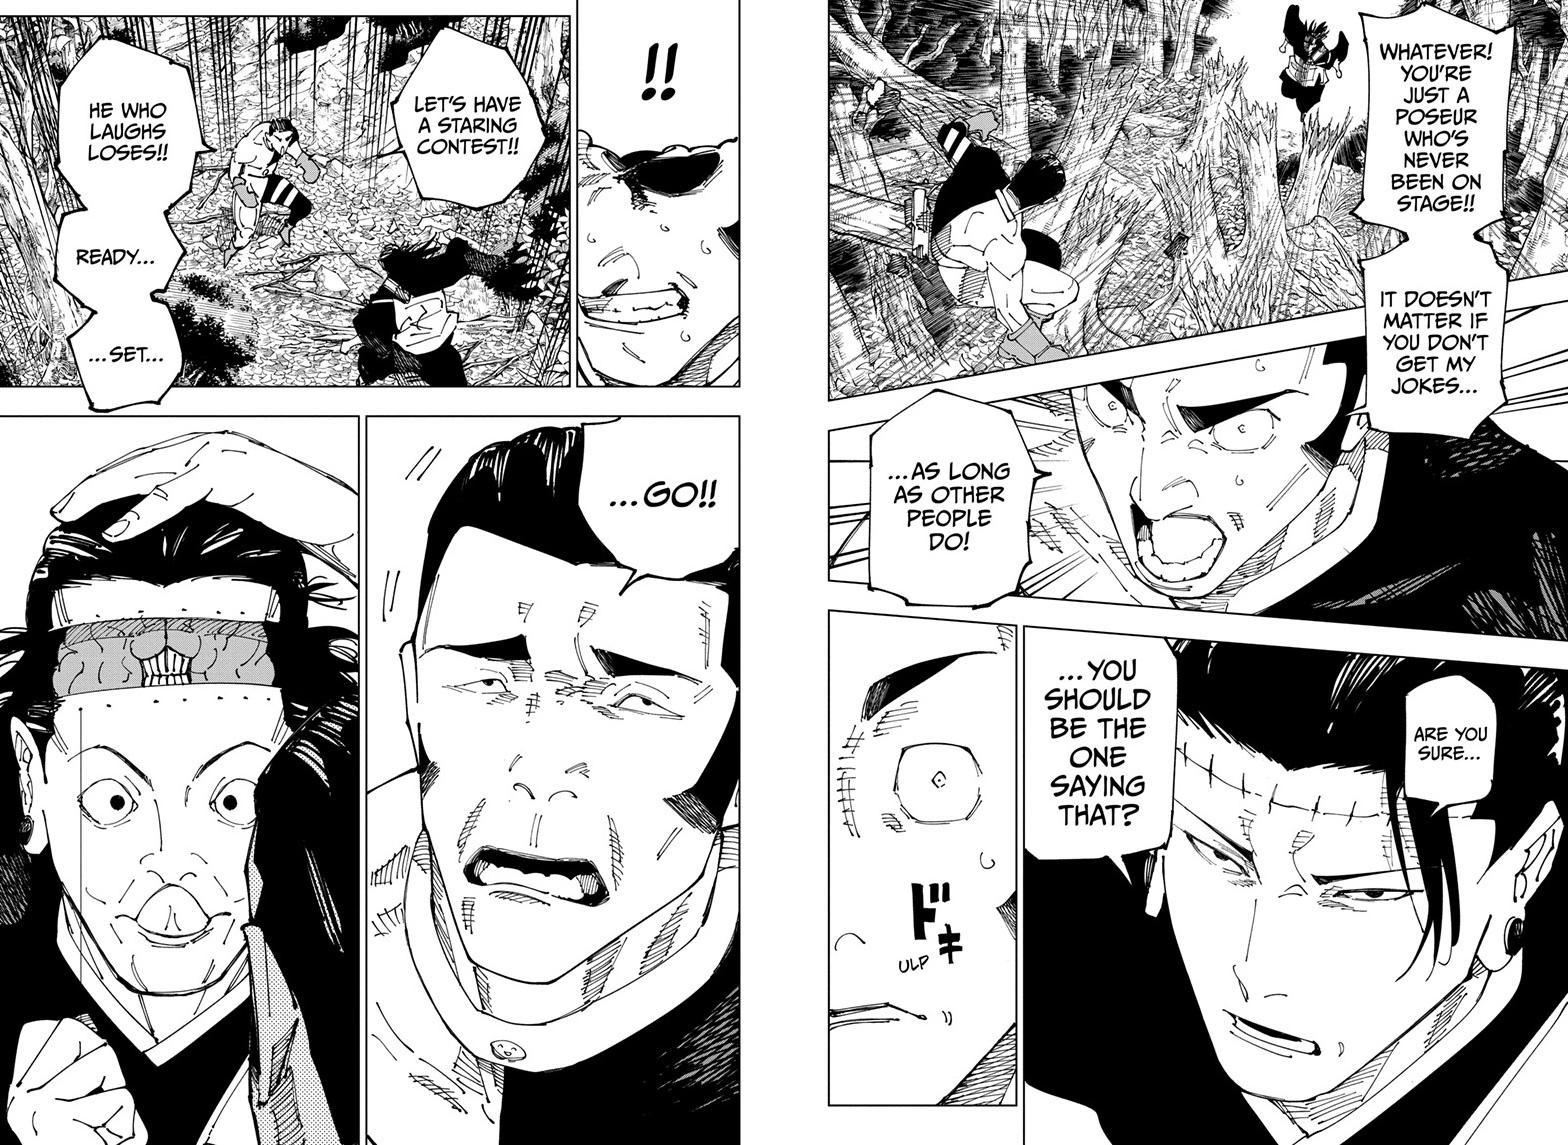 WHATEVER!
YOU'RE
JUST A
POSEUR
WHO'S
NEVER
BEEN ON
STAGE!!
IT DOESN'T
MATTER IF
YOU DON'T
GET MY
JOKES...
...AS LONG
AS OTHER
PEOPLE
DO!
ARE YOU
SURE...
...YOU
SHOULD
BE THE
ONE
SAYING
THAT?
ドキ
ULP
!!
LET'S HAVE
A STARING
CONTEST!!
HE WHO
LAUGHS
LOSES!!
READY...
...SET...
...GO!!